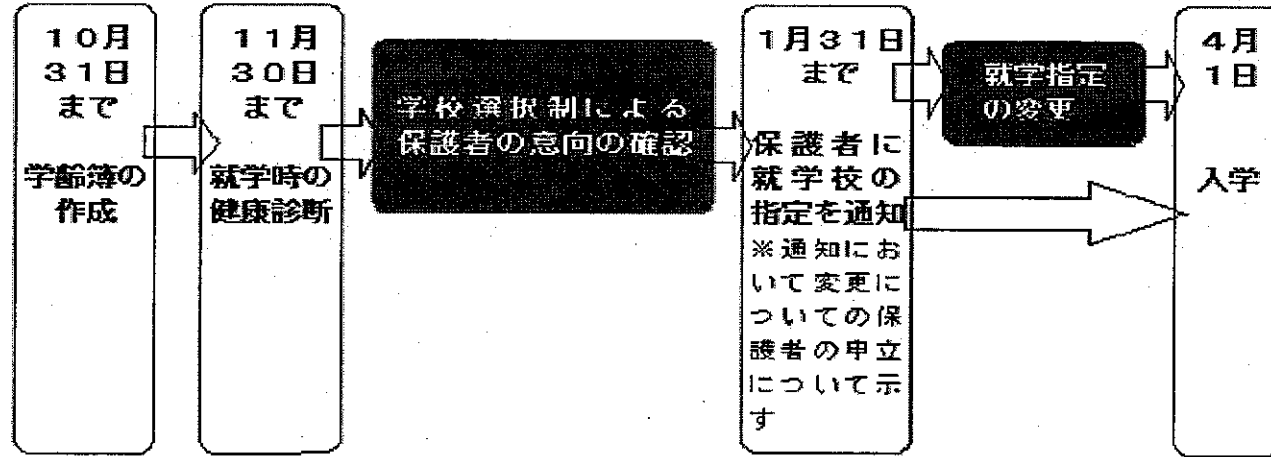 10月
31日
まで
学齢簿の
作成
11月
30日
まで
就学時の
健康診断
学校選択制による
保護者の意向の確認
1月31日
まで
保護者に
就学校の
指定を通知
※通知にお
いて変更に
ついての保
護者の申立
について示
す
就学指定
の変更
4月
1日
入学